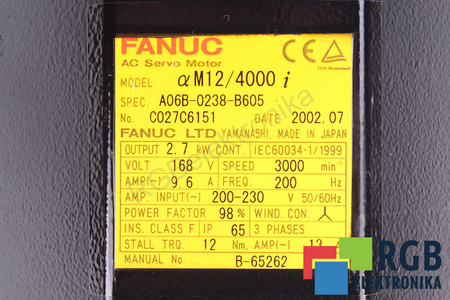 FANUC
AC Servo Motor
MODEL αM12/4000i
SPEC. A06B-0238-B605
No. C027C6151 DATE 2002.07
FANUC LTD YAMANASHI, MADE IN JAPAN
OUTPUT 2.7 kW CONT. IEC60034-1/1999
VOLT 168 V SPEED 3000 min⁻¹
AMP(~) 9.6 A FREQ. 200 Hz
AMP INPUT(~) 200-230 V 50/60Hz
POWER FACTOR 98% WIND. CON.
INS. CLASS F IP 65 3 PHASES
STALL TRQ. 12 Nm, AMP(~)
MANUAL No. B-65262
CE
RGB
ELEKTRONIKA